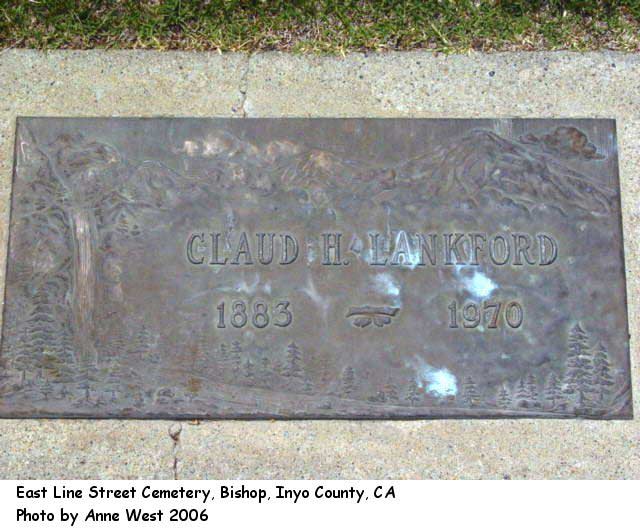 CLAUD H. LANKFORD
1883 1970
East Line Street Cemetery, Bishop, Inyo County, CA
Photo by Anne West 2006